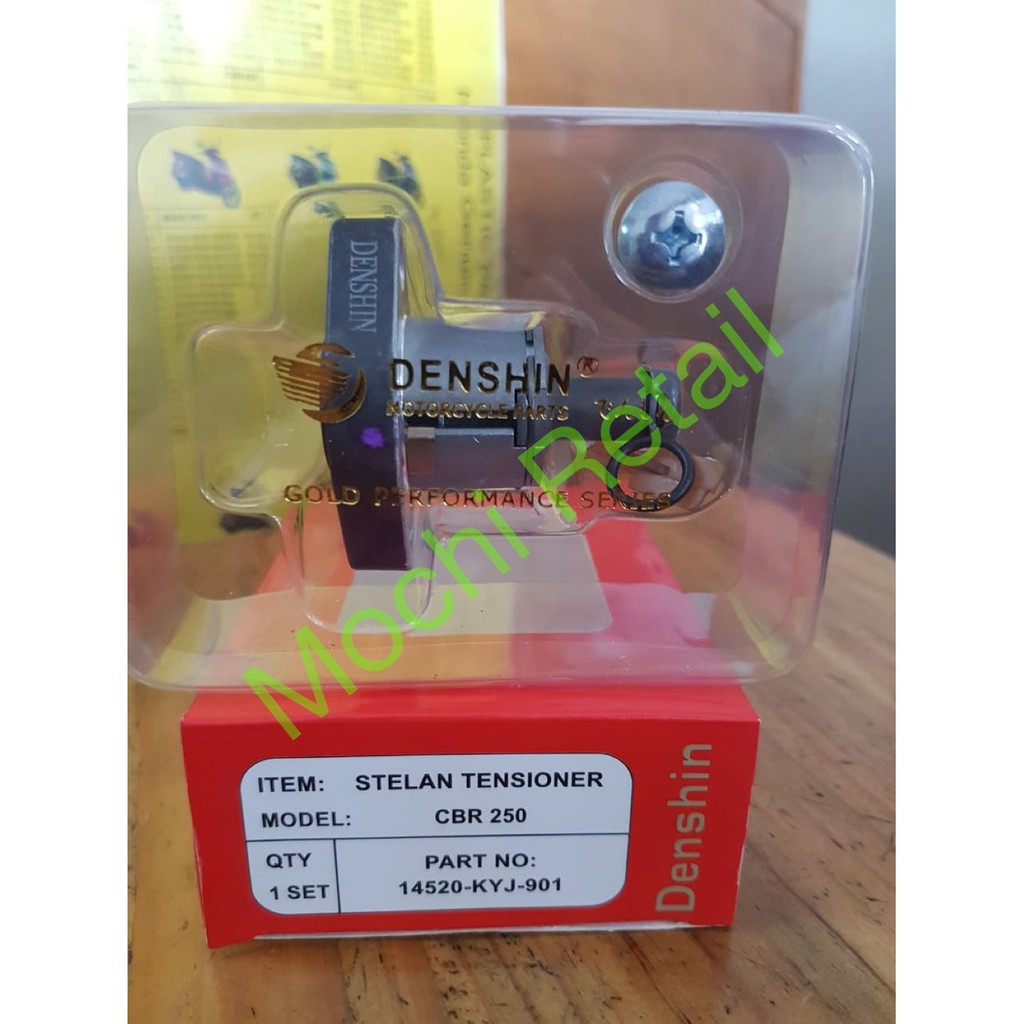 DENSHIN
DENSHIN®
MOTORCYCLE PARTS
GOLD PERFORMANCE SERIES
Mochi Retail
ITEM: STELAN TENSIONER
MODEL: CBR 250
QTY
1 SET
PART NO:
14520-KYJ-901
Denshin